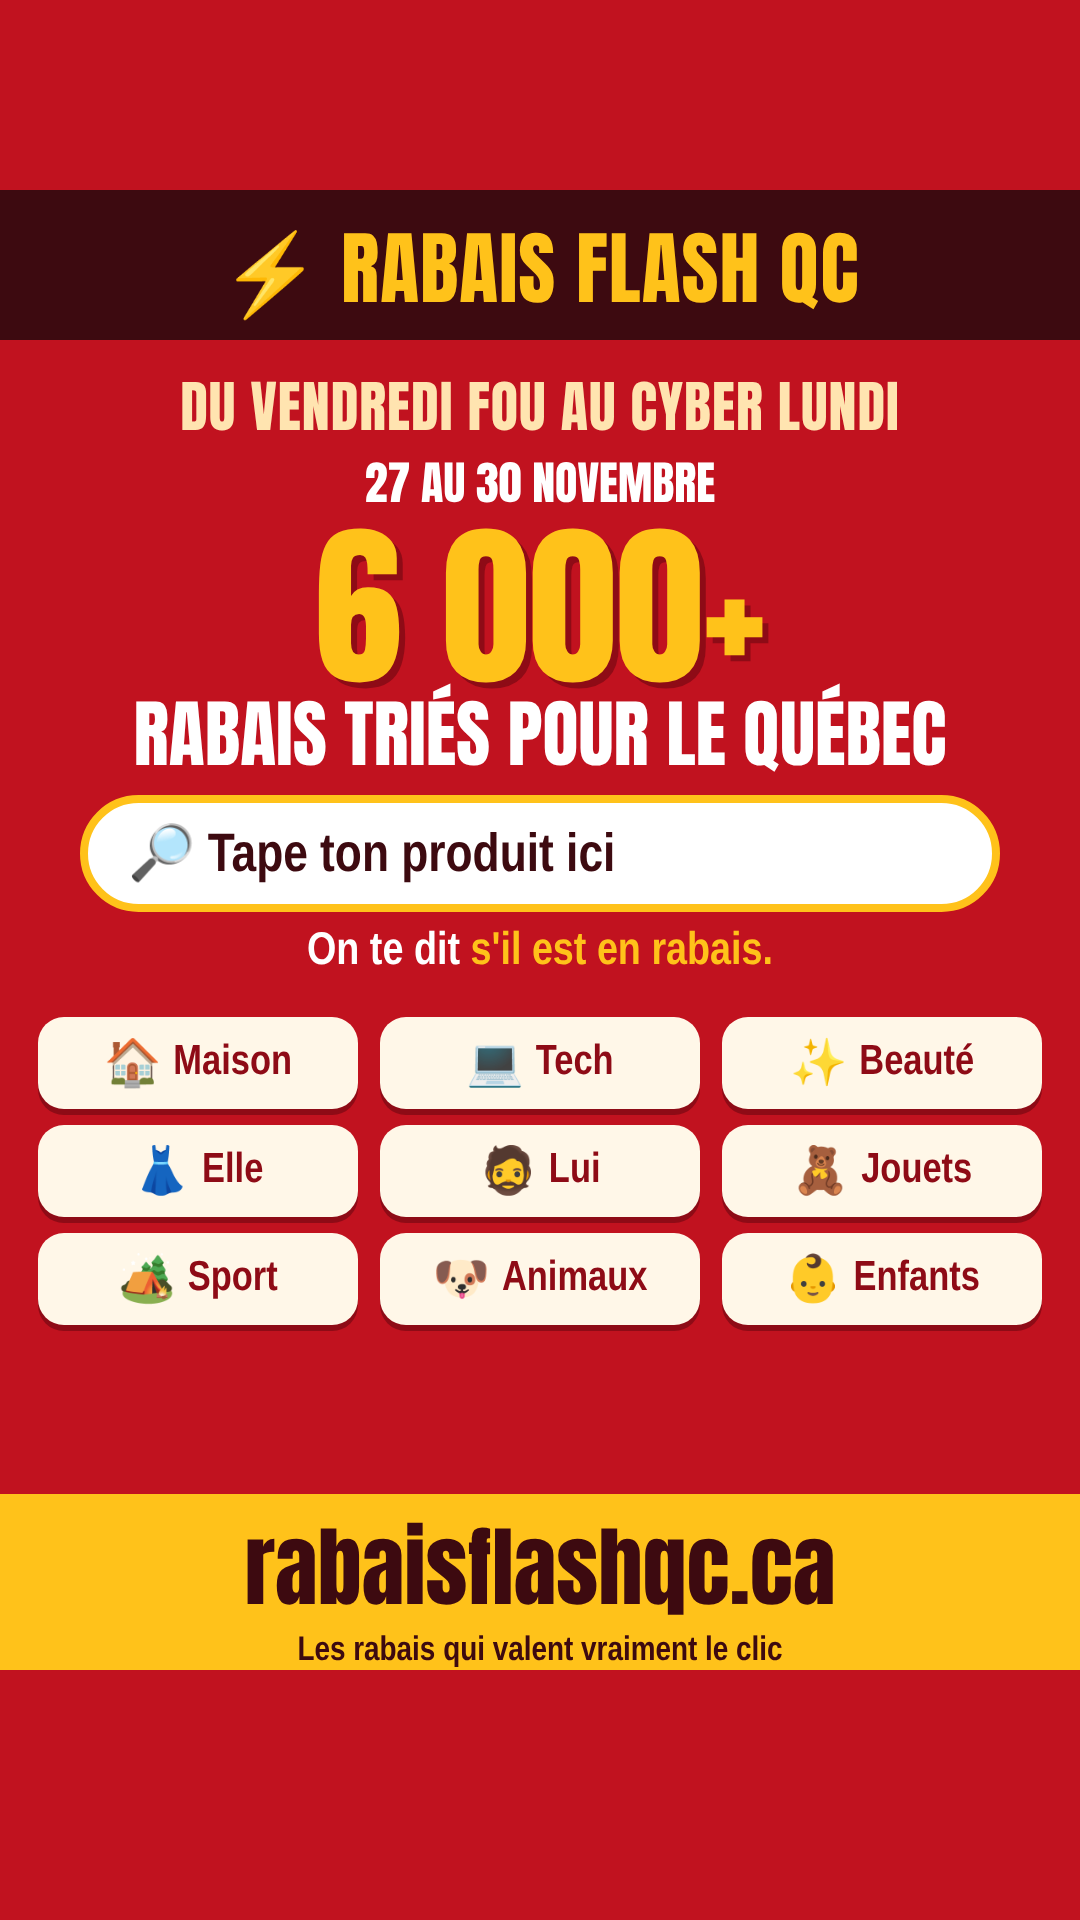 ⚡ RABAIS FLASH QC
DU VENDREDI FOU AU CYBER LUNDI
27 AU 30 NOVEMBRE
6 000+
RABAIS TRIÉS POUR LE QUÉBEC
🔎 Tape ton produit ici
On te dit s'il est en rabais.
🏠 Maison
💻 Tech
✨ Beauté
👗 Elle
🧔 Lui
🧸 Jouets
🏕️ Sport
🐶 Animaux
👶 Enfants
rabaisflashqc.ca
Les rabais qui valent vraiment le clic